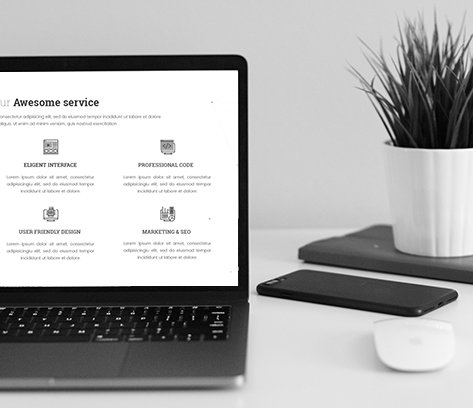 ur Awesome service
consectetur adipiscing elit, sed do eiusmod tempor incididunt ut labore et dolore
aliqua. Ut enim ad minim veniam, quis nostrud exercitation
ELIGENT INTERFACE
Lorem ipsum dolor sit amet, consectetur
adipisicing elit, sed do eiusmod tempor
incididunt ut labore et dolore
PROFESSIONAL CODE
Lorem ipsum dolor sit amet, consectetur
adipisicingiu elit, sed do eiusmod tempor
incididunt ut labore et dolore
USER FRIENDLY DESIGN
Lorem ipsum dolor sit amet, consectetur
adipisicing elit, sed do eiusmod tempor
incididunt ut labore et dolore
MARKETING & SEO
Lorem ipsum dolor sit amet, consectetur
adipisicing elit, sed do eiusmod tempor
incididunt ut labore et dolore